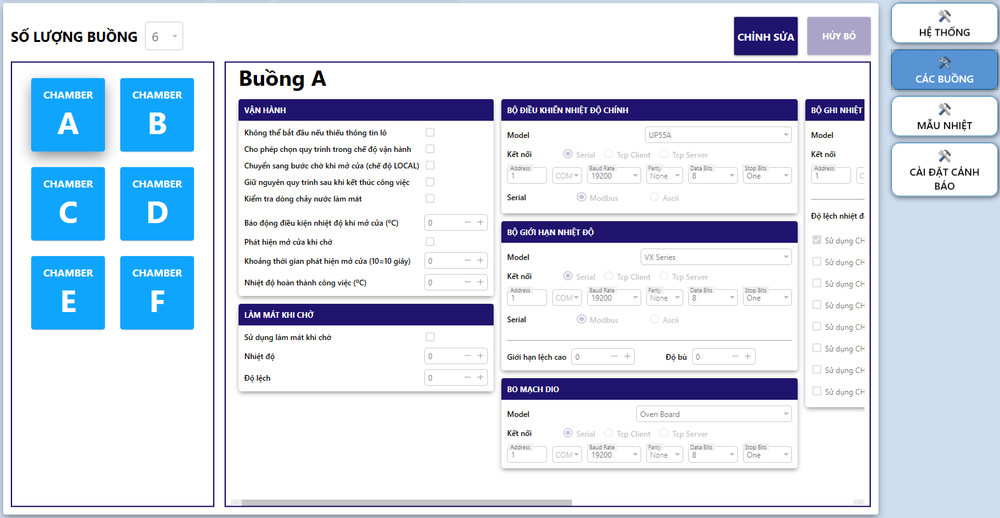 SỐ LƯỢNG BUỒNG
6
CHỈNH SỬA
HỦY BỎ
HỆ THỐNG
CÁC BUỒNG
MẪU NHIỆT
CÀI ĐẶT CẢNH
BÁO
CHAMBER
A
CHAMBER
B
CHAMBER
C
CHAMBER
D
CHAMBER
E
CHAMBER
F
Buồng A
VẬN HÀNH
Không thể bắt đầu nếu thiếu thông tin lô
Cho phép chọn quy trình trong chế độ vận hành
Chuyển sang bước chờ khi mở cửa (chế độ LOCAL)
Giữ nguyên quy trình sau khi kết thúc công việc
Kiểm tra dòng chảy nước làm mát
Báo động điều kiện nhiệt độ khi mở cửa (ºC) 0
Phát hiện mở cửa khi chờ
Khoảng thời gian phát hiện mở cửa (10=10 giây) 0
Nhiệt độ hoàn thành công việc (ºC) 0
LÀM MÁT KHI CHỜ
Sử dụng làm mát khi chờ
Nhiệt độ 0
Độ lệch 0
BỘ ĐIỀU KHIỂN NHIỆT ĐỘ CHÍNH
Model UP55A
Kết nối Serial Tcp Client Tcp Server
Address Baud Rate Parity Data Bits Stop Bits
1 COM 19200 None 8 One
Serial Modbus Ascii
BỘ GIỚI HẠN NHIỆT ĐỘ
Model VX Series
Kết nối Serial Tcp Client Tcp Server
Address Baud Rate Parity Data Bits Stop Bits
1 COM 19200 None 8 One
Serial Modbus Ascii
Giới hạn lệch cao 0 Độ bù 0
BO MẠCH DIO
Model Oven Board
Kết nối Serial Tcp Client Tcp Server
Address Baud Rate Parity Data Bits Stop Bits
1 COM 19200 None 8 One
BỘ GHI NHIỆT
Model
Kết nối
Address
1
Độ lệch nhiệt
Sử dụng CH
Sử dụng CH
Sử dụng CH
Sử dụng CH
Sử dụng CH
Sử dụng CH
Sử dụng CH
Sử dụng CH